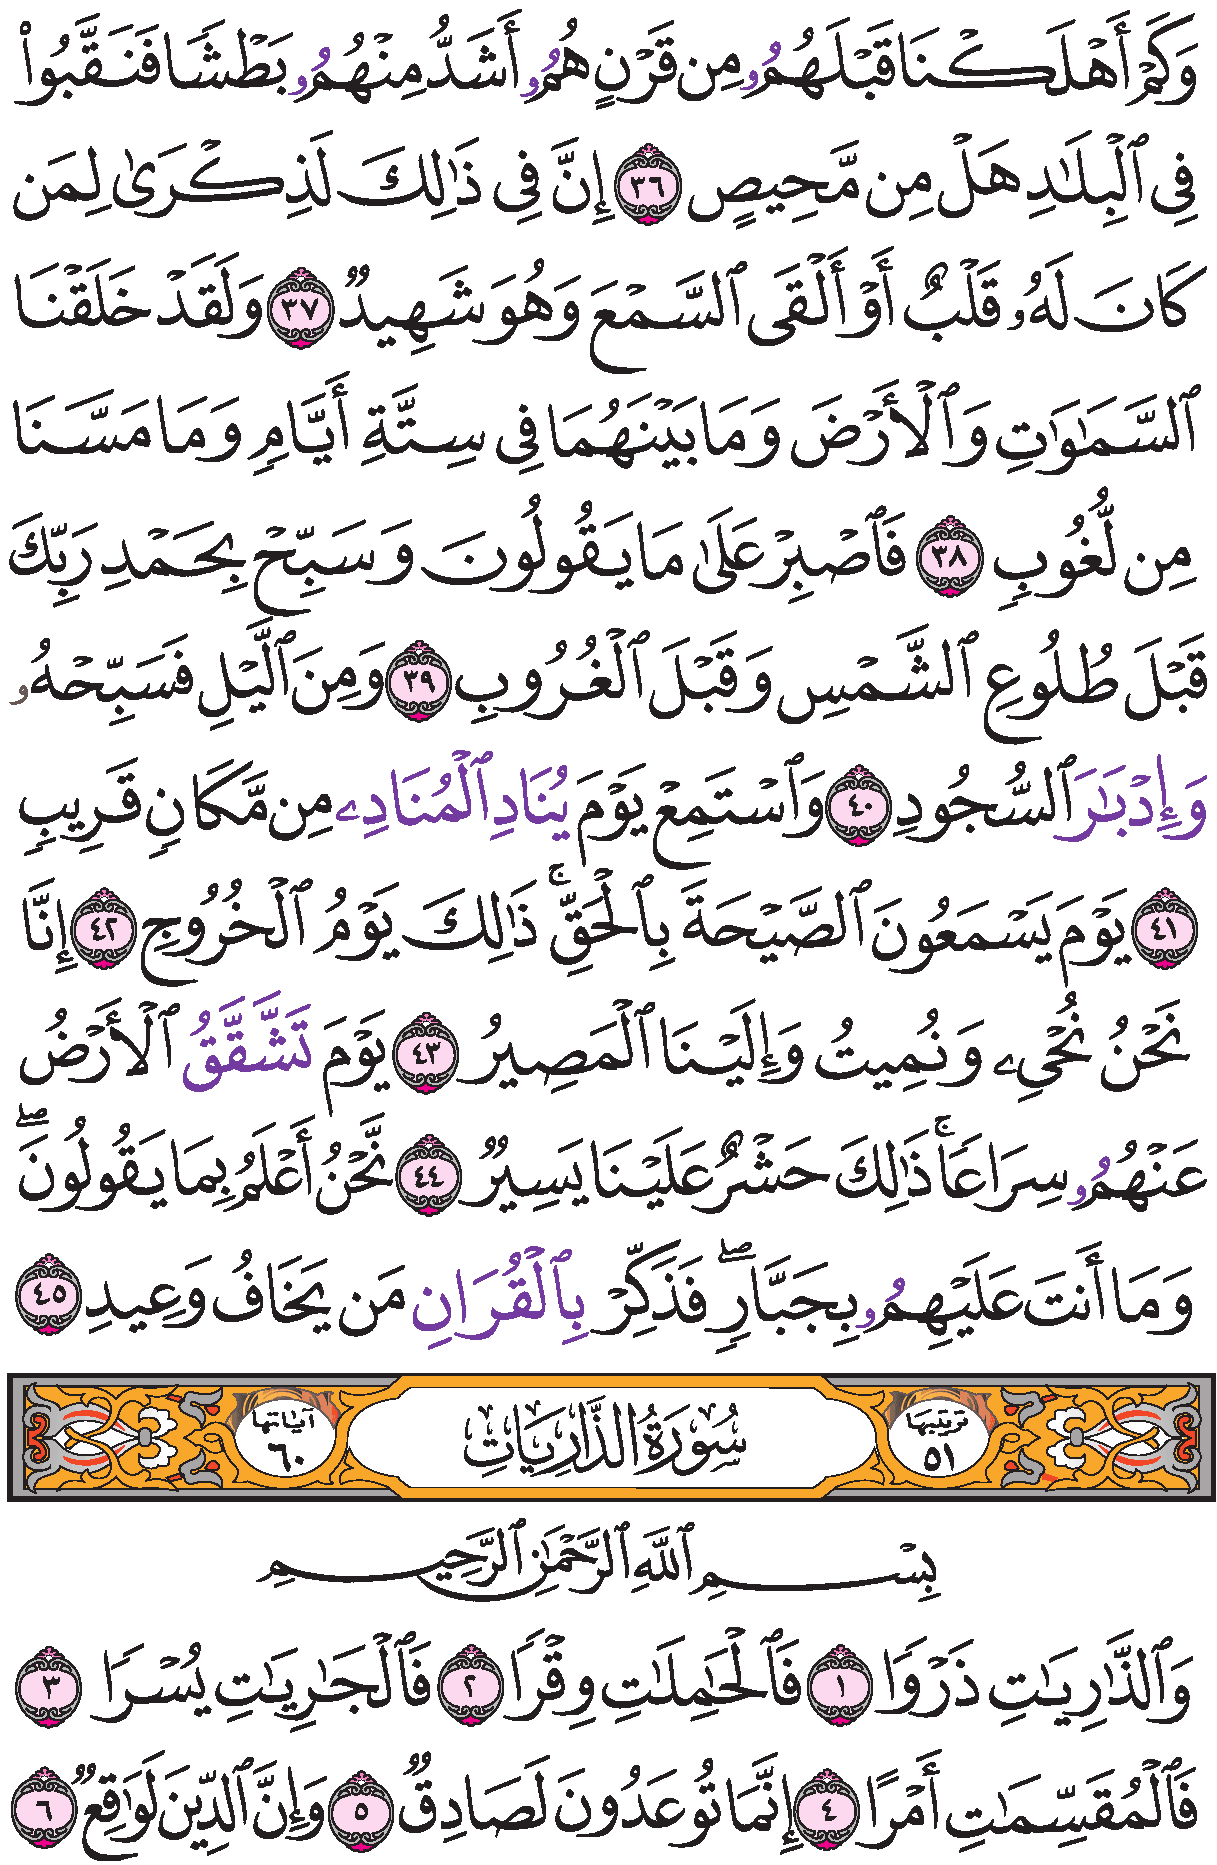 وَكَمْ أَهْلَكْنَا قَبْلَهُمُۥ مِن قَرْنٍ هُمُۥ أَشَدُّ مِنْهُمُۥ بَطْشًا فَنَقَّبُوا۟
فِى ٱلْبِلَٰدِ هَلْ مِن مَّحِيصٍ ٣٦ إِنَّ فِى ذَٰلِكَ لَذِكْرَىٰ لِمَن
كَانَ لَهُۥ قَلْبٌ أَوْ أَلْقَى ٱلسَّمْعَ وَهُوَ شَهِيدٌ ٣٧ وَلَقَدْ خَلَقْنَا
ٱلسَّمَٰوَٰتِ وَٱلْأَرْضَ وَمَا بَيْنَهُمَا فِى سِتَّةِ أَيَّامٍ وَمَا مَسَّنَا
مِن لُّغُوبٍ ٣٨ فَٱصْبِرْ عَلَىٰ مَا يَقُولُونَ وَسَبِّحْ بِحَمْدِ رَبِّكَ
قَبْلَ طُلُوعِ ٱلشَّمْسِ وَقَبْلَ ٱلْغُرُوبِ ٣٩ وَمِنَ ٱلَّيْلِ فَسَبِّحْهُۥ
وَإِدْبَٰرَ ٱلسُّجُودِ ٤٠ وَٱسْتَمِعْ يَوْمَ يُنَادِ ٱلْمُنَادِۦ مِن مَّكَانٍ قَرِيبٍ
٤١ يَوْمَ يَسْمَعُونَ ٱلصَّيْحَةَ بِٱلْحَقِّ ۚ ذَٰلِكَ يَوْمُ ٱلْخُرُوجِ ٤٢ إِنَّا
نَحْنُ نُحْىِۦ وَنُمِيتُ وَإِلَيْنَا ٱلْمَصِيرُ ٤٣ يَوْمَ تَشَّقَّقُ ٱلْأَرْضُ
عَنْهُمُۥ سِرَاعًا ۚ ذَٰلِكَ حَشْرٌ عَلَيْنَا يَسِيرٌ ٤٤ نَّحْنُ أَعْلَمُ بِمَا يَقُولُونَ ۖ
وَمَا أَنتَ عَلَيْهِمُۥ بِجَبَّارٍ ۖ فَذَكِّرْ بِٱلْقُرَانِ مَن يَخَافُ وَعِيدِ ٤٥
ترتيبها ٥١ سُورَةُ الذَّارِيَاتِ آيَاتها ٦٠
بِسْمِ ٱللَّهِ ٱلرَّحْمَٰنِ ٱلرَّحِيمِ
وَٱلذَّٰرِيَٰتِ ذَرْوًا ١ فَٱلْحَٰمِلَٰتِ وِقْرًا ٢ فَٱلْجَٰرِيَٰتِ يُسْرًا ٣
فَٱلْمُقَسِّمَٰتِ أَمْرًا ٤ إِنَّمَا تُوعَدُونَ لَصَادِقٌ ٥ وَإِنَّ ٱلدِّينَ لَوَٰقِعٌ ٦